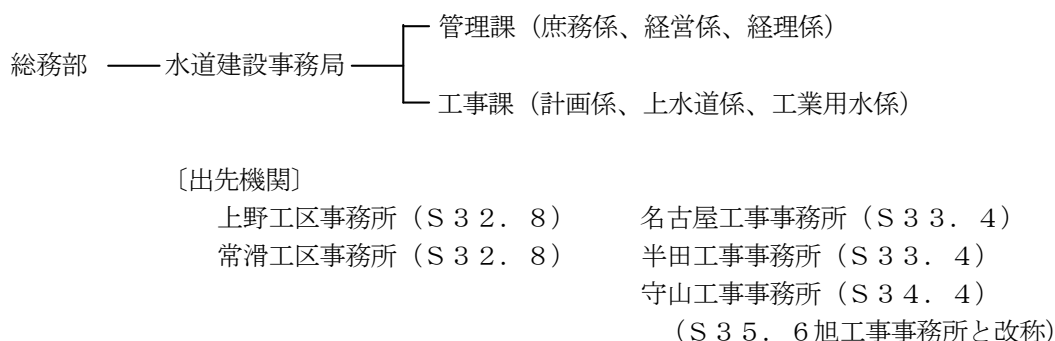 管理課（庶務係、経営係、経理係）
総務部 水道建設事務局
工事課（計画係、上水道係、工業用水係）
〔出先機関〕
上野工区事務所（Ｓ３２．８） 名古屋工事事務所（Ｓ３３．４）
常滑工区事務所（Ｓ３２．８） 半田工事事務所（Ｓ３３．４）
守山工事事務所（Ｓ３４．４）
（Ｓ３５．６旭工事事務所と改称）